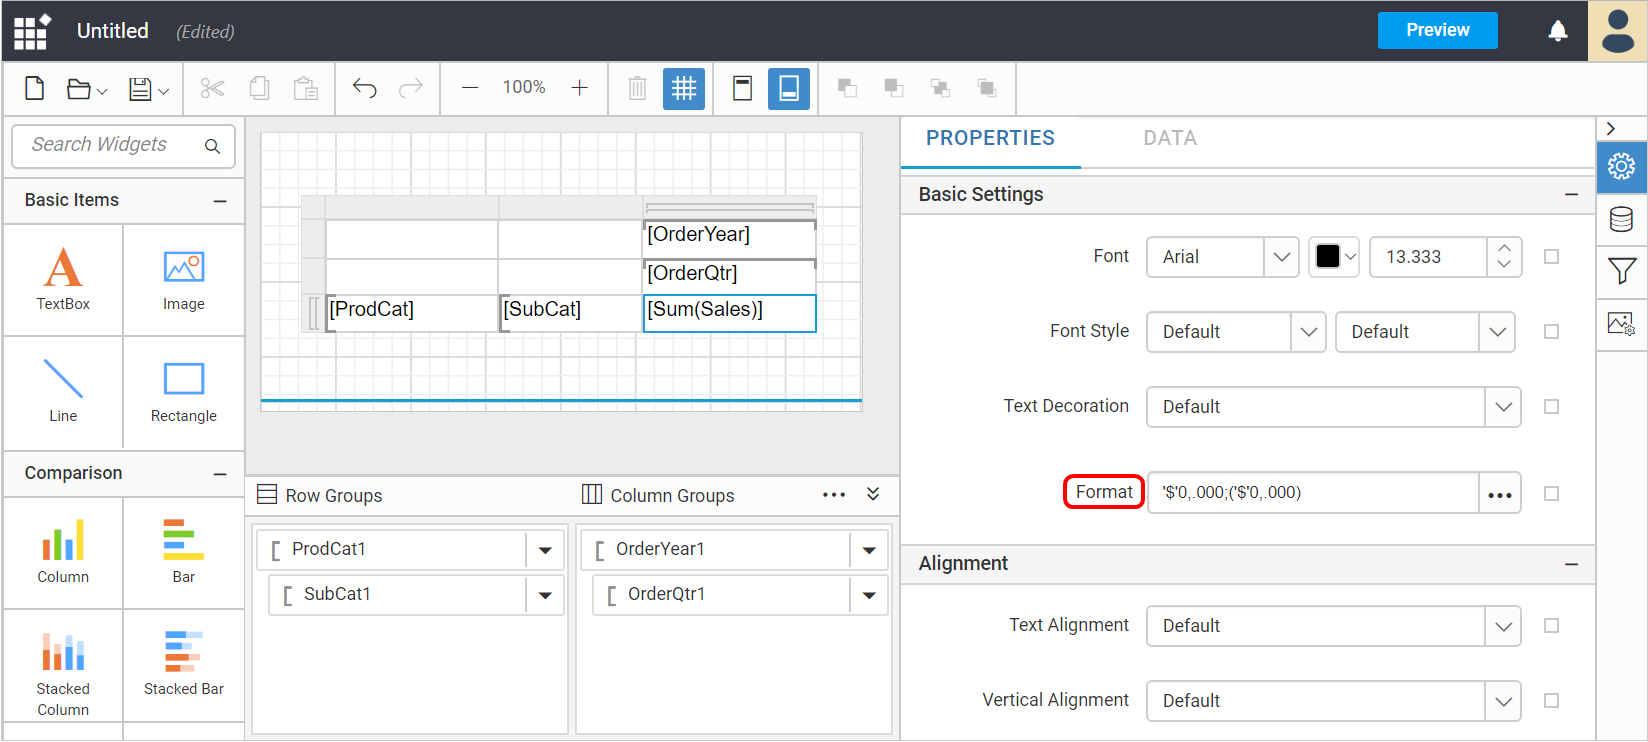 Untitled (Edited)
Preview
100%
Search Widgets
Basic Items
TextBox
Image
Line
Rectangle
Comparison
Column
Bar
Stacked
Column
Stacked Bar
[OrderYear]
[OrderQtr]
[ProdCat] [SubCat] [Sum(Sales)]
Row Groups
Column Groups
ProdCat1
SubCat1
OrderYear1
OrderQtr1
PROPERTIES
DATA
Basic Settings
Font Arial 13.333
Font Style Default Default
Text Decoration Default
Format '$'0,.000;('$'0,.000)
Alignment
Text Alignment Default
Vertical Alignment Default